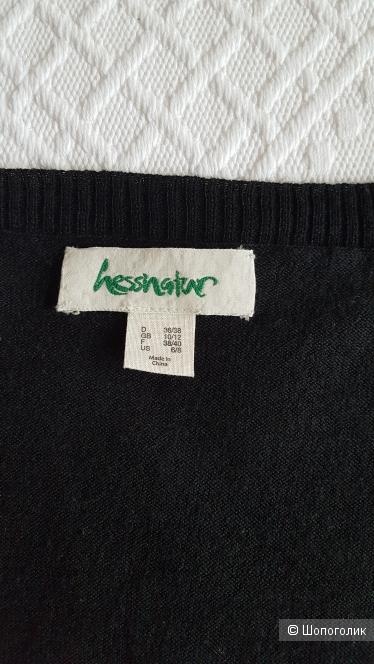 hessnatur
D 36/38
GB 10/12
F 38/40
US 6/8
Made in
China
© Шопоголик